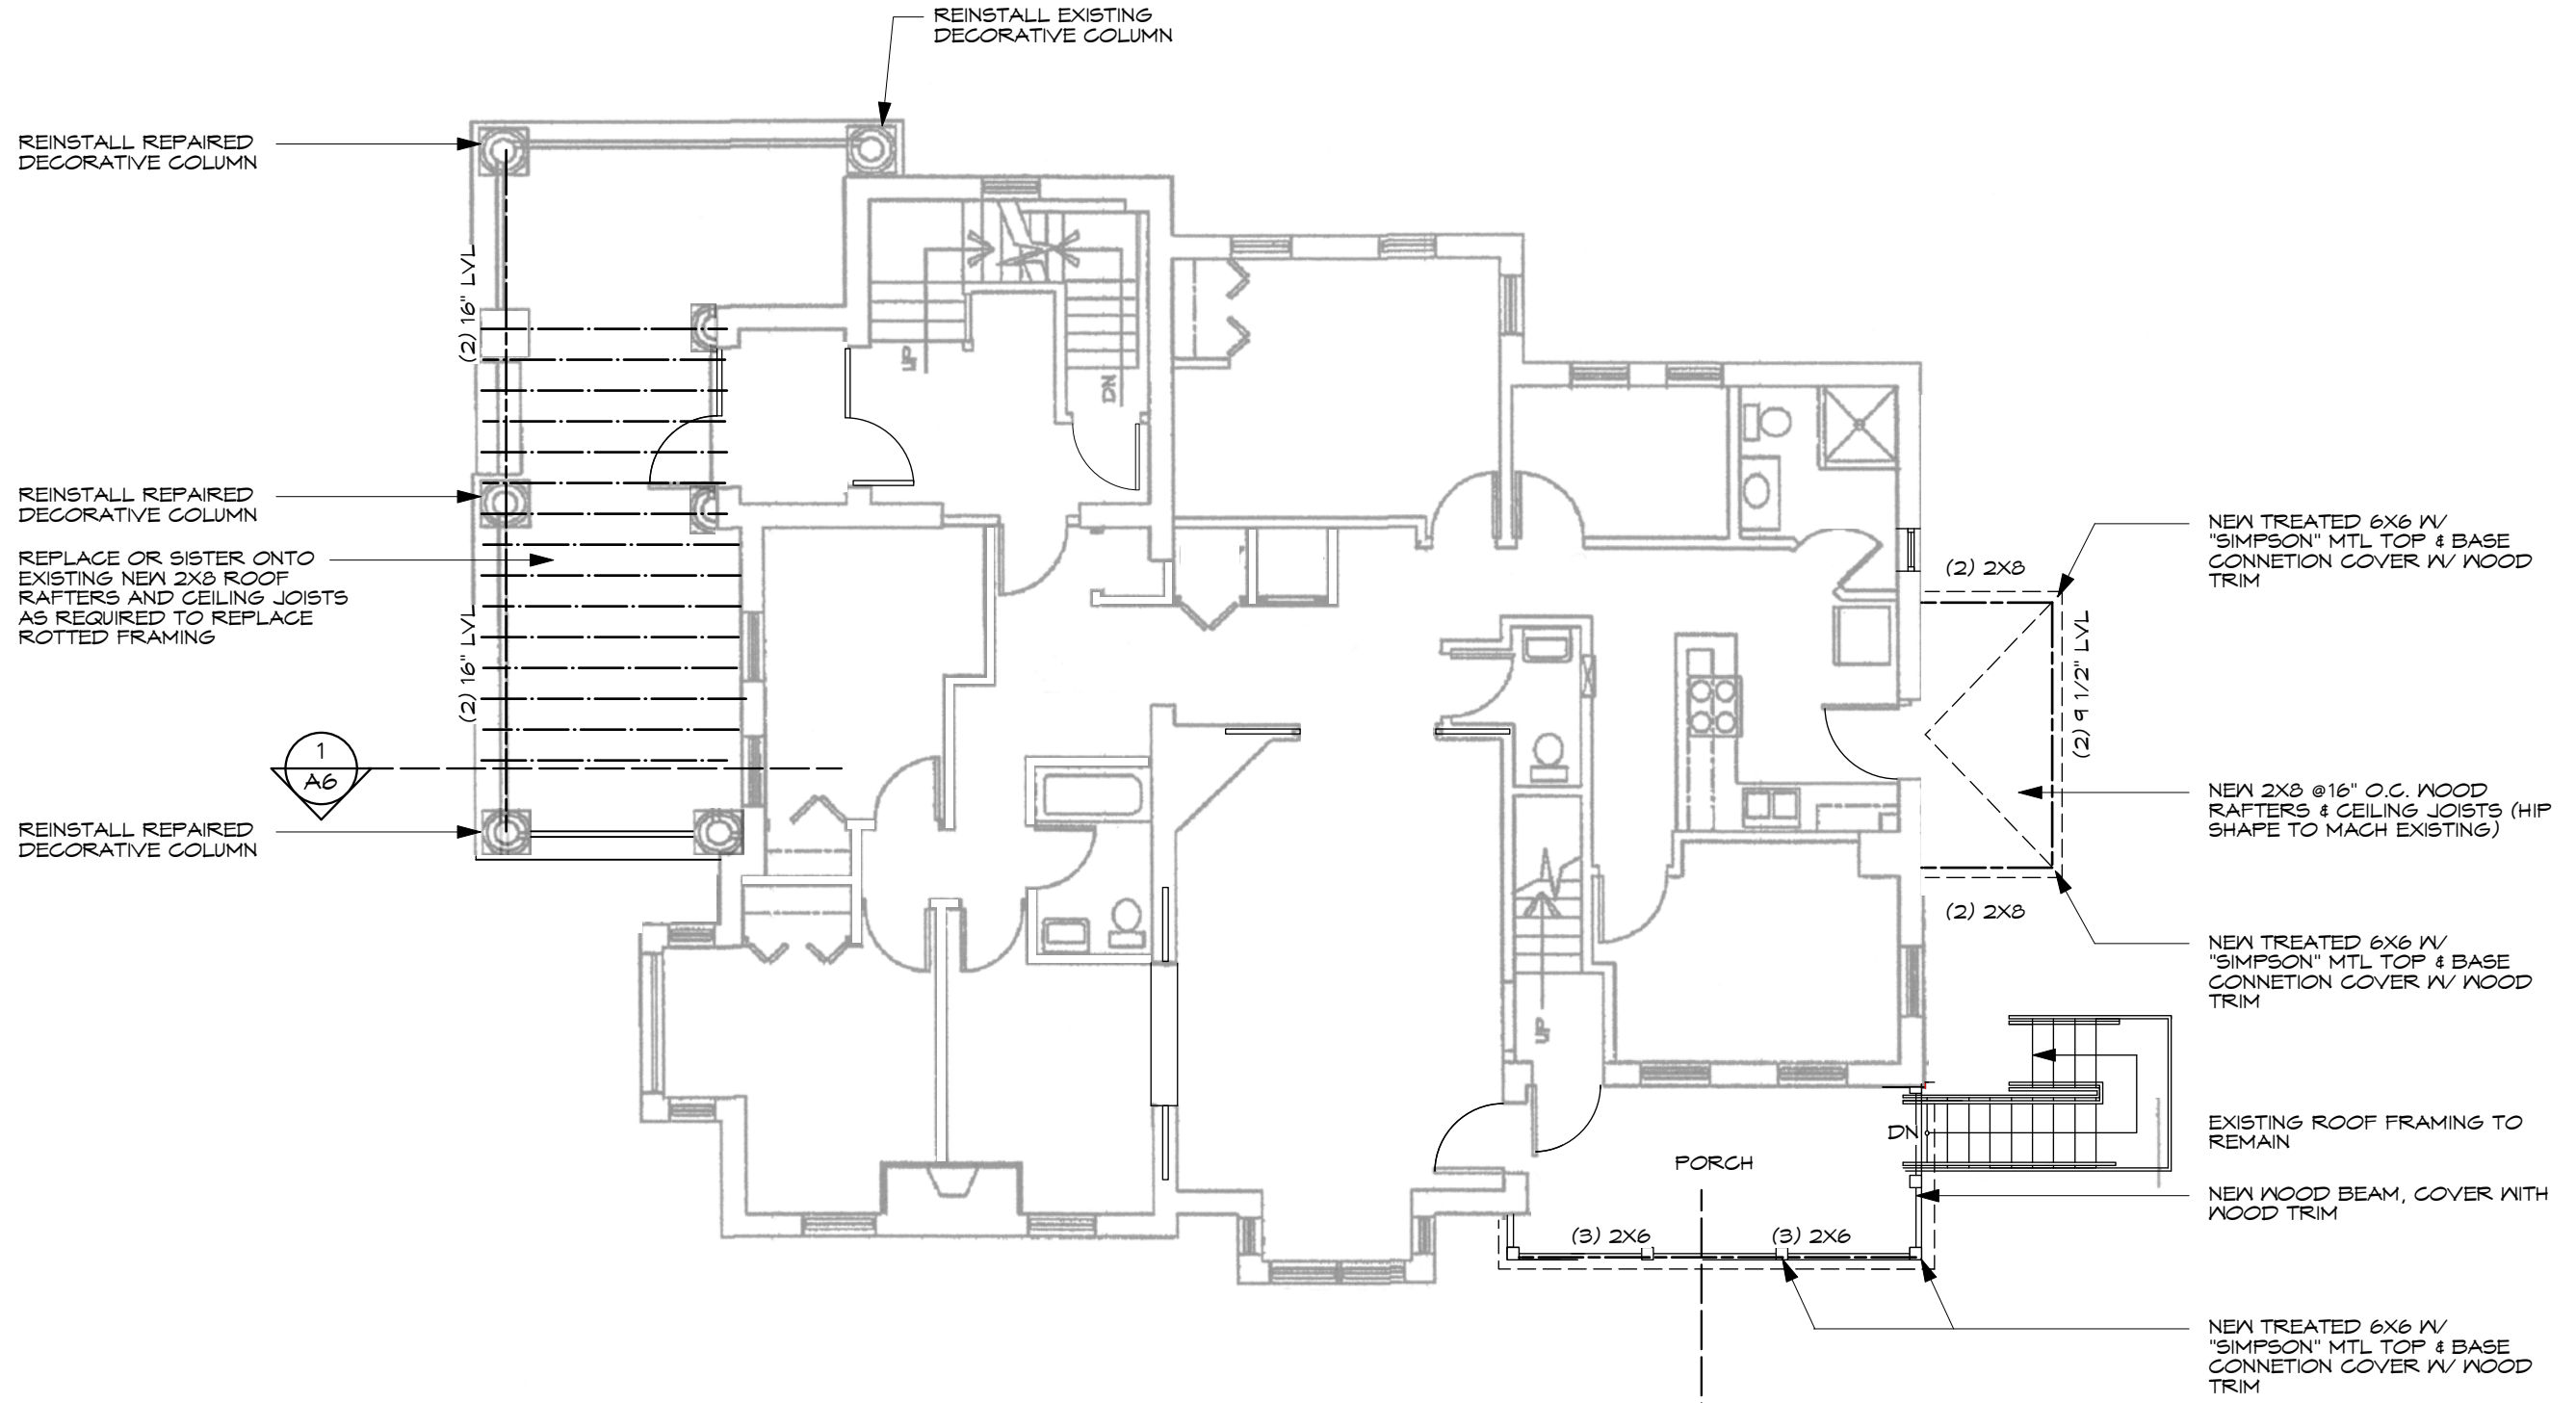 REINSTALL EXISTING
DECORATIVE COLUMN
REINSTALL REPAIRED
DECORATIVE COLUMN
(2) 16" LVL
UP
DN
REINSTALL REPAIRED
DECORATIVE COLUMN
REPLACE OR SISTER ONTO
EXISTING NEW 2X8 ROOF
RAFTERS AND CEILING JOISTS
AS REQUIRED TO REPLACE
ROTTED FRAMING
(2) 16" LVL
1
A6
REINSTALL REPAIRED
DECORATIVE COLUMN
NEW TREATED 6X6 W/
"SIMPSON" MTL TOP & BASE
CONNETION COVER W/ WOOD
TRIM
(2) 2X8
(2) 9 1/2" LVL
NEW 2X8 @16" O.C. WOOD
RAFTERS & CEILING JOISTS (HIP
SHAPE TO MACH EXISTING)
(2) 2X8
NEW TREATED 6X6 W/
"SIMPSON" MTL TOP & BASE
CONNETION COVER W/ WOOD
TRIM
UP
DN
EXISTING ROOF FRAMING TO
REMAIN
PORCH
NEW WOOD BEAM, COVER WITH
WOOD TRIM
(3) 2X6
(3) 2X6
NEW TREATED 6X6 W/
"SIMPSON" MTL TOP & BASE
CONNETION COVER W/ WOOD
TRIM